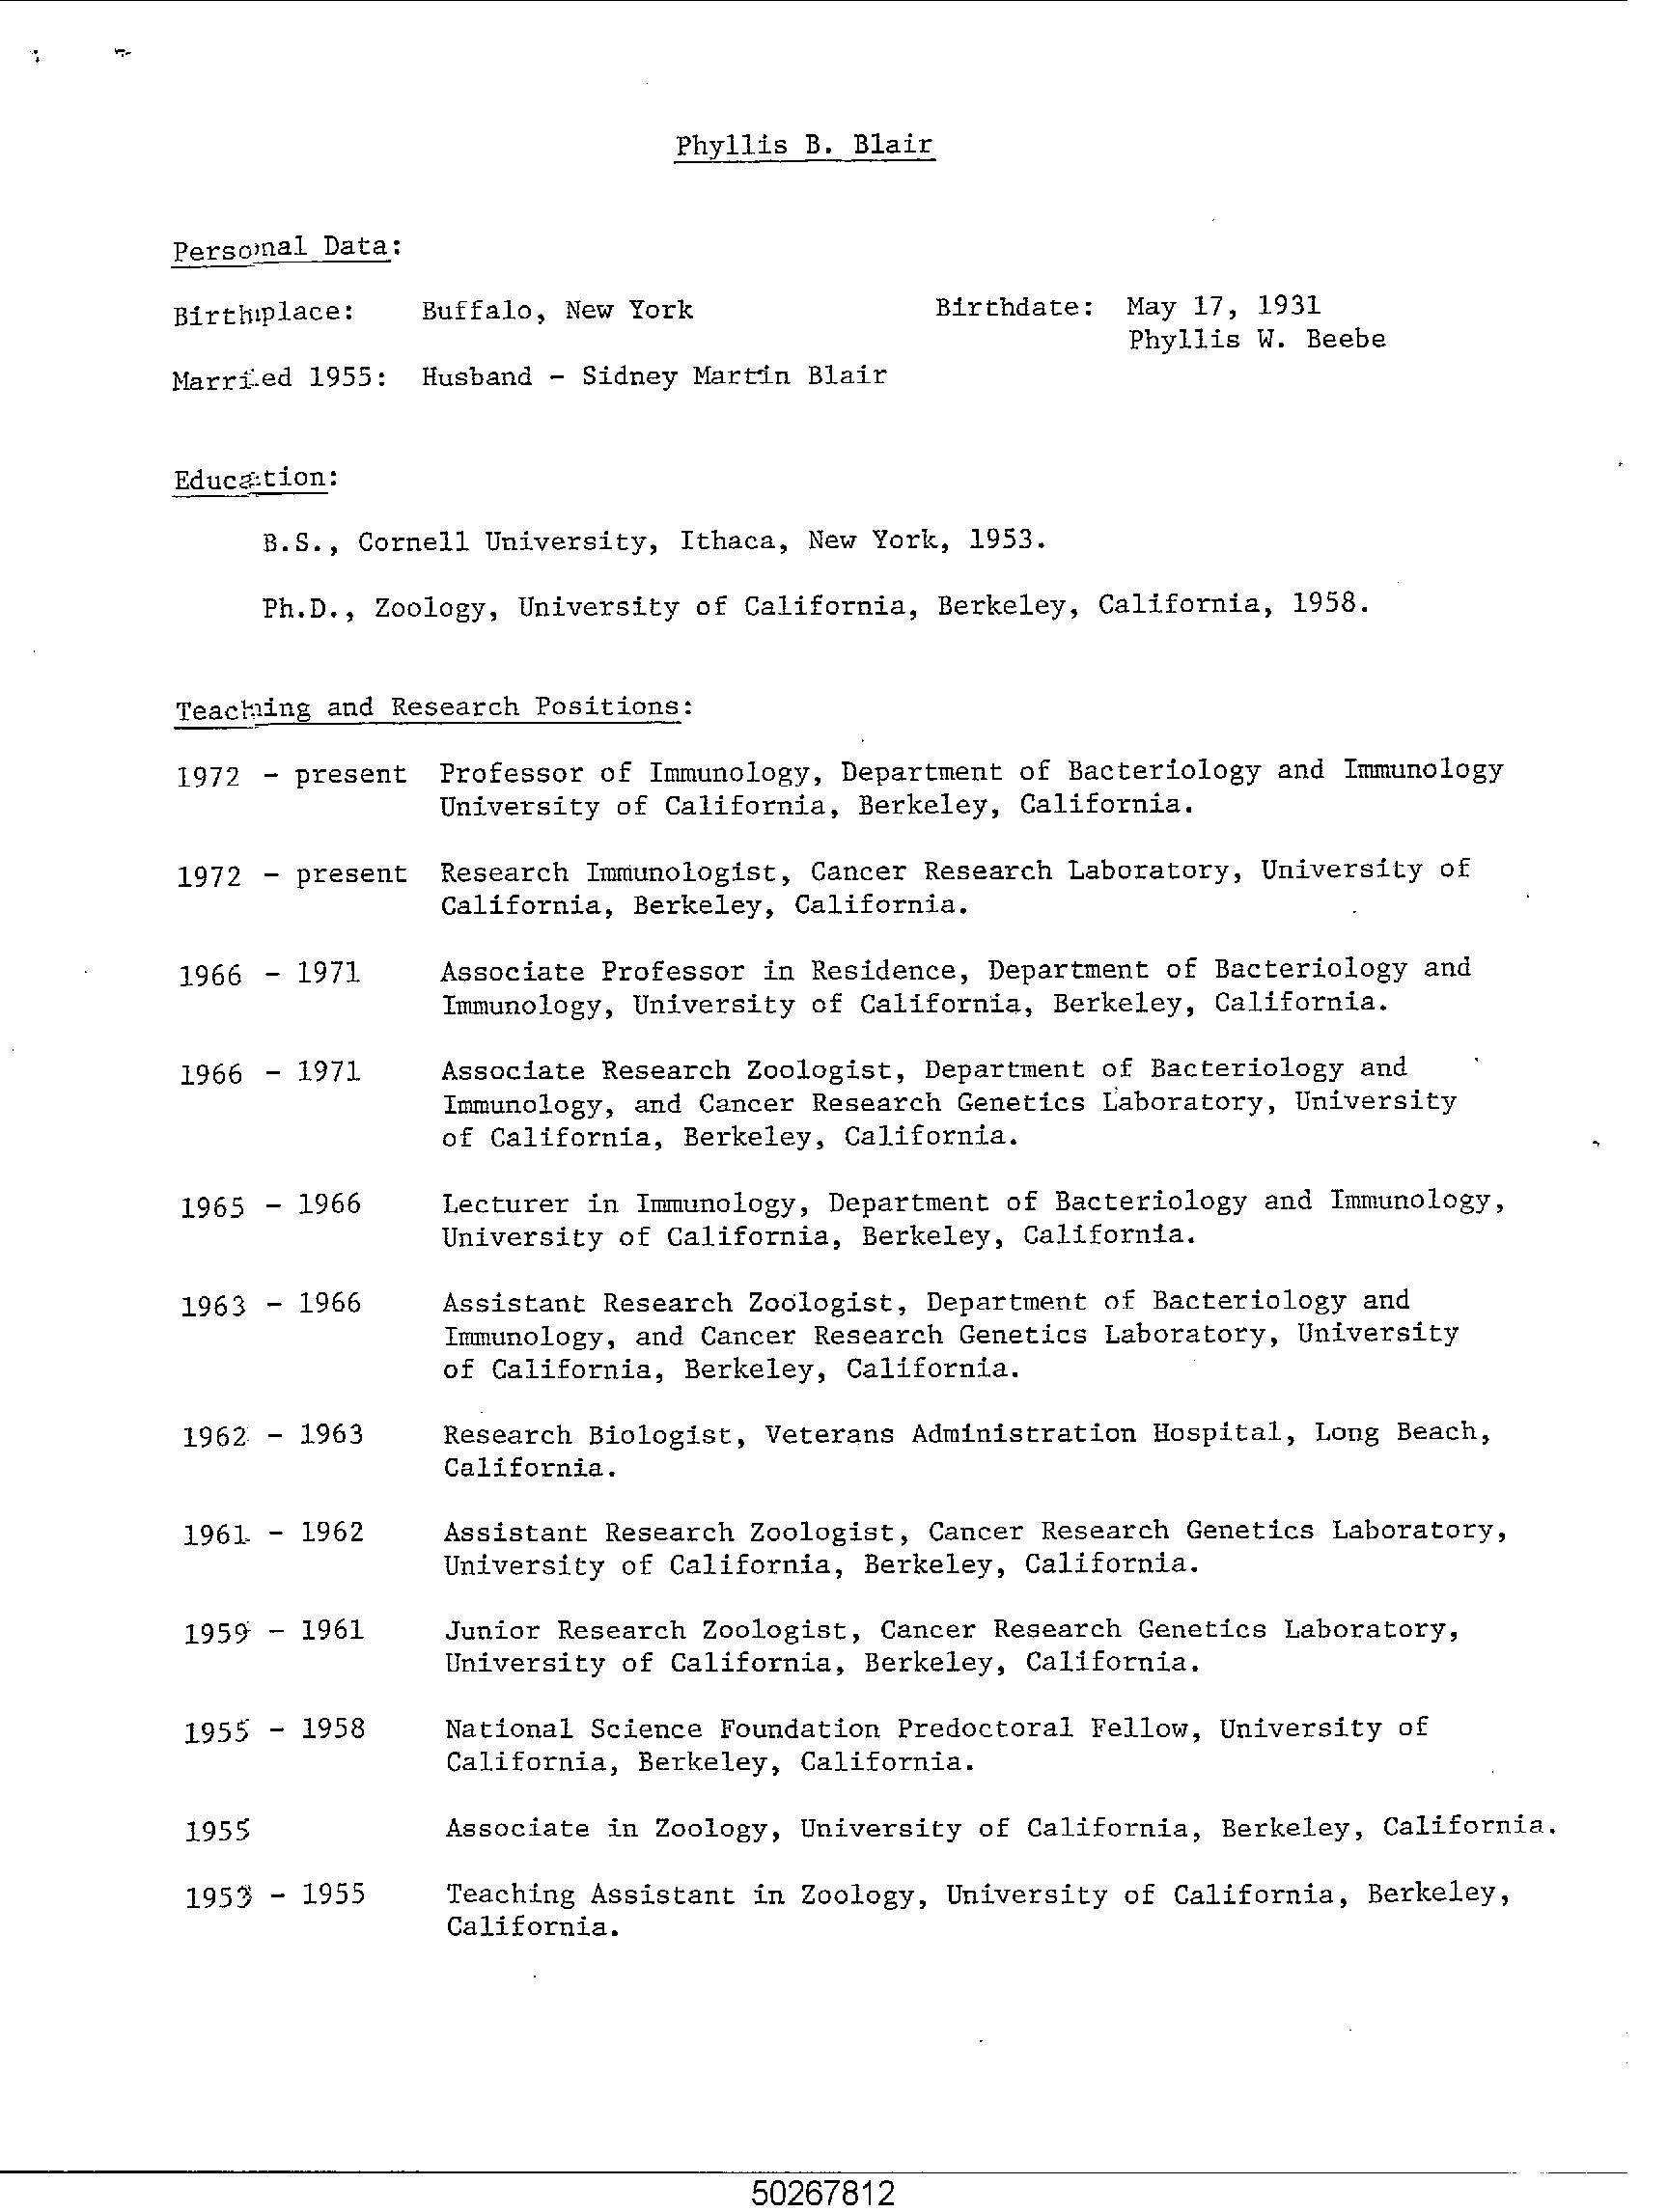 Phyllis B. Blair
Personal Data:
Birthplace: Buffalo, New York Birthdate: May 17, 1931
Phyllis W. Beebe
Married 1955: Husband - Sidney Martin Blair
Education:
B.S., Cornell University, Ithaca, New York, 1953.
Ph.D., Zoology, University of California, Berkeley, California, 1958.
Teaching and Research Positions:
1972 - present Professor of Immunology, Department of Bacteriology and Immunology
University of California, Berkeley, California.
1972 - present Research Immunologist, Cancer Research Laboratory, University of
California, Berkeley, California.
1966 - 1971 Associate Professor in Residence, Department of Bacteriology and
Immunology, University of California, Berkeley, California.
1966 - 1971 Associate Research Zoologist, Department of Bacteriology and
Immunology, and Cancer Research Genetics Laboratory, University
of California, Berkeley, California.
1965 - 1966 Lecturer in Immunology, Department of Bacteriology and Immunology,
University of California, Berkeley, California.
1963 - 1966 Assistant Research Zoologist, Department of Bacteriology and
Immunology, and Cancer Research Genetics Laboratory, University
of California, Berkeley, California.
1962 - 1963 Research Biologist, Veterans Administration Hospital, Long Beach,
California.
1961 - 1962 Assistant Research Zoologist, Cancer Research Genetics Laboratory,
University of California, Berkeley, California.
1959 - 1961 Junior Research Zoologist, Cancer Research Genetics Laboratory,
University of California, Berkeley, California.
1955 - 1958 National Science Foundation Predoctoral Fellow, University of
California, Berkeley, California.
1955 Associate in Zoology, University of California, Berkeley, California.
1953 - 1955 Teaching Assistant in Zoology, University of California, Berkeley,
California.
50267812